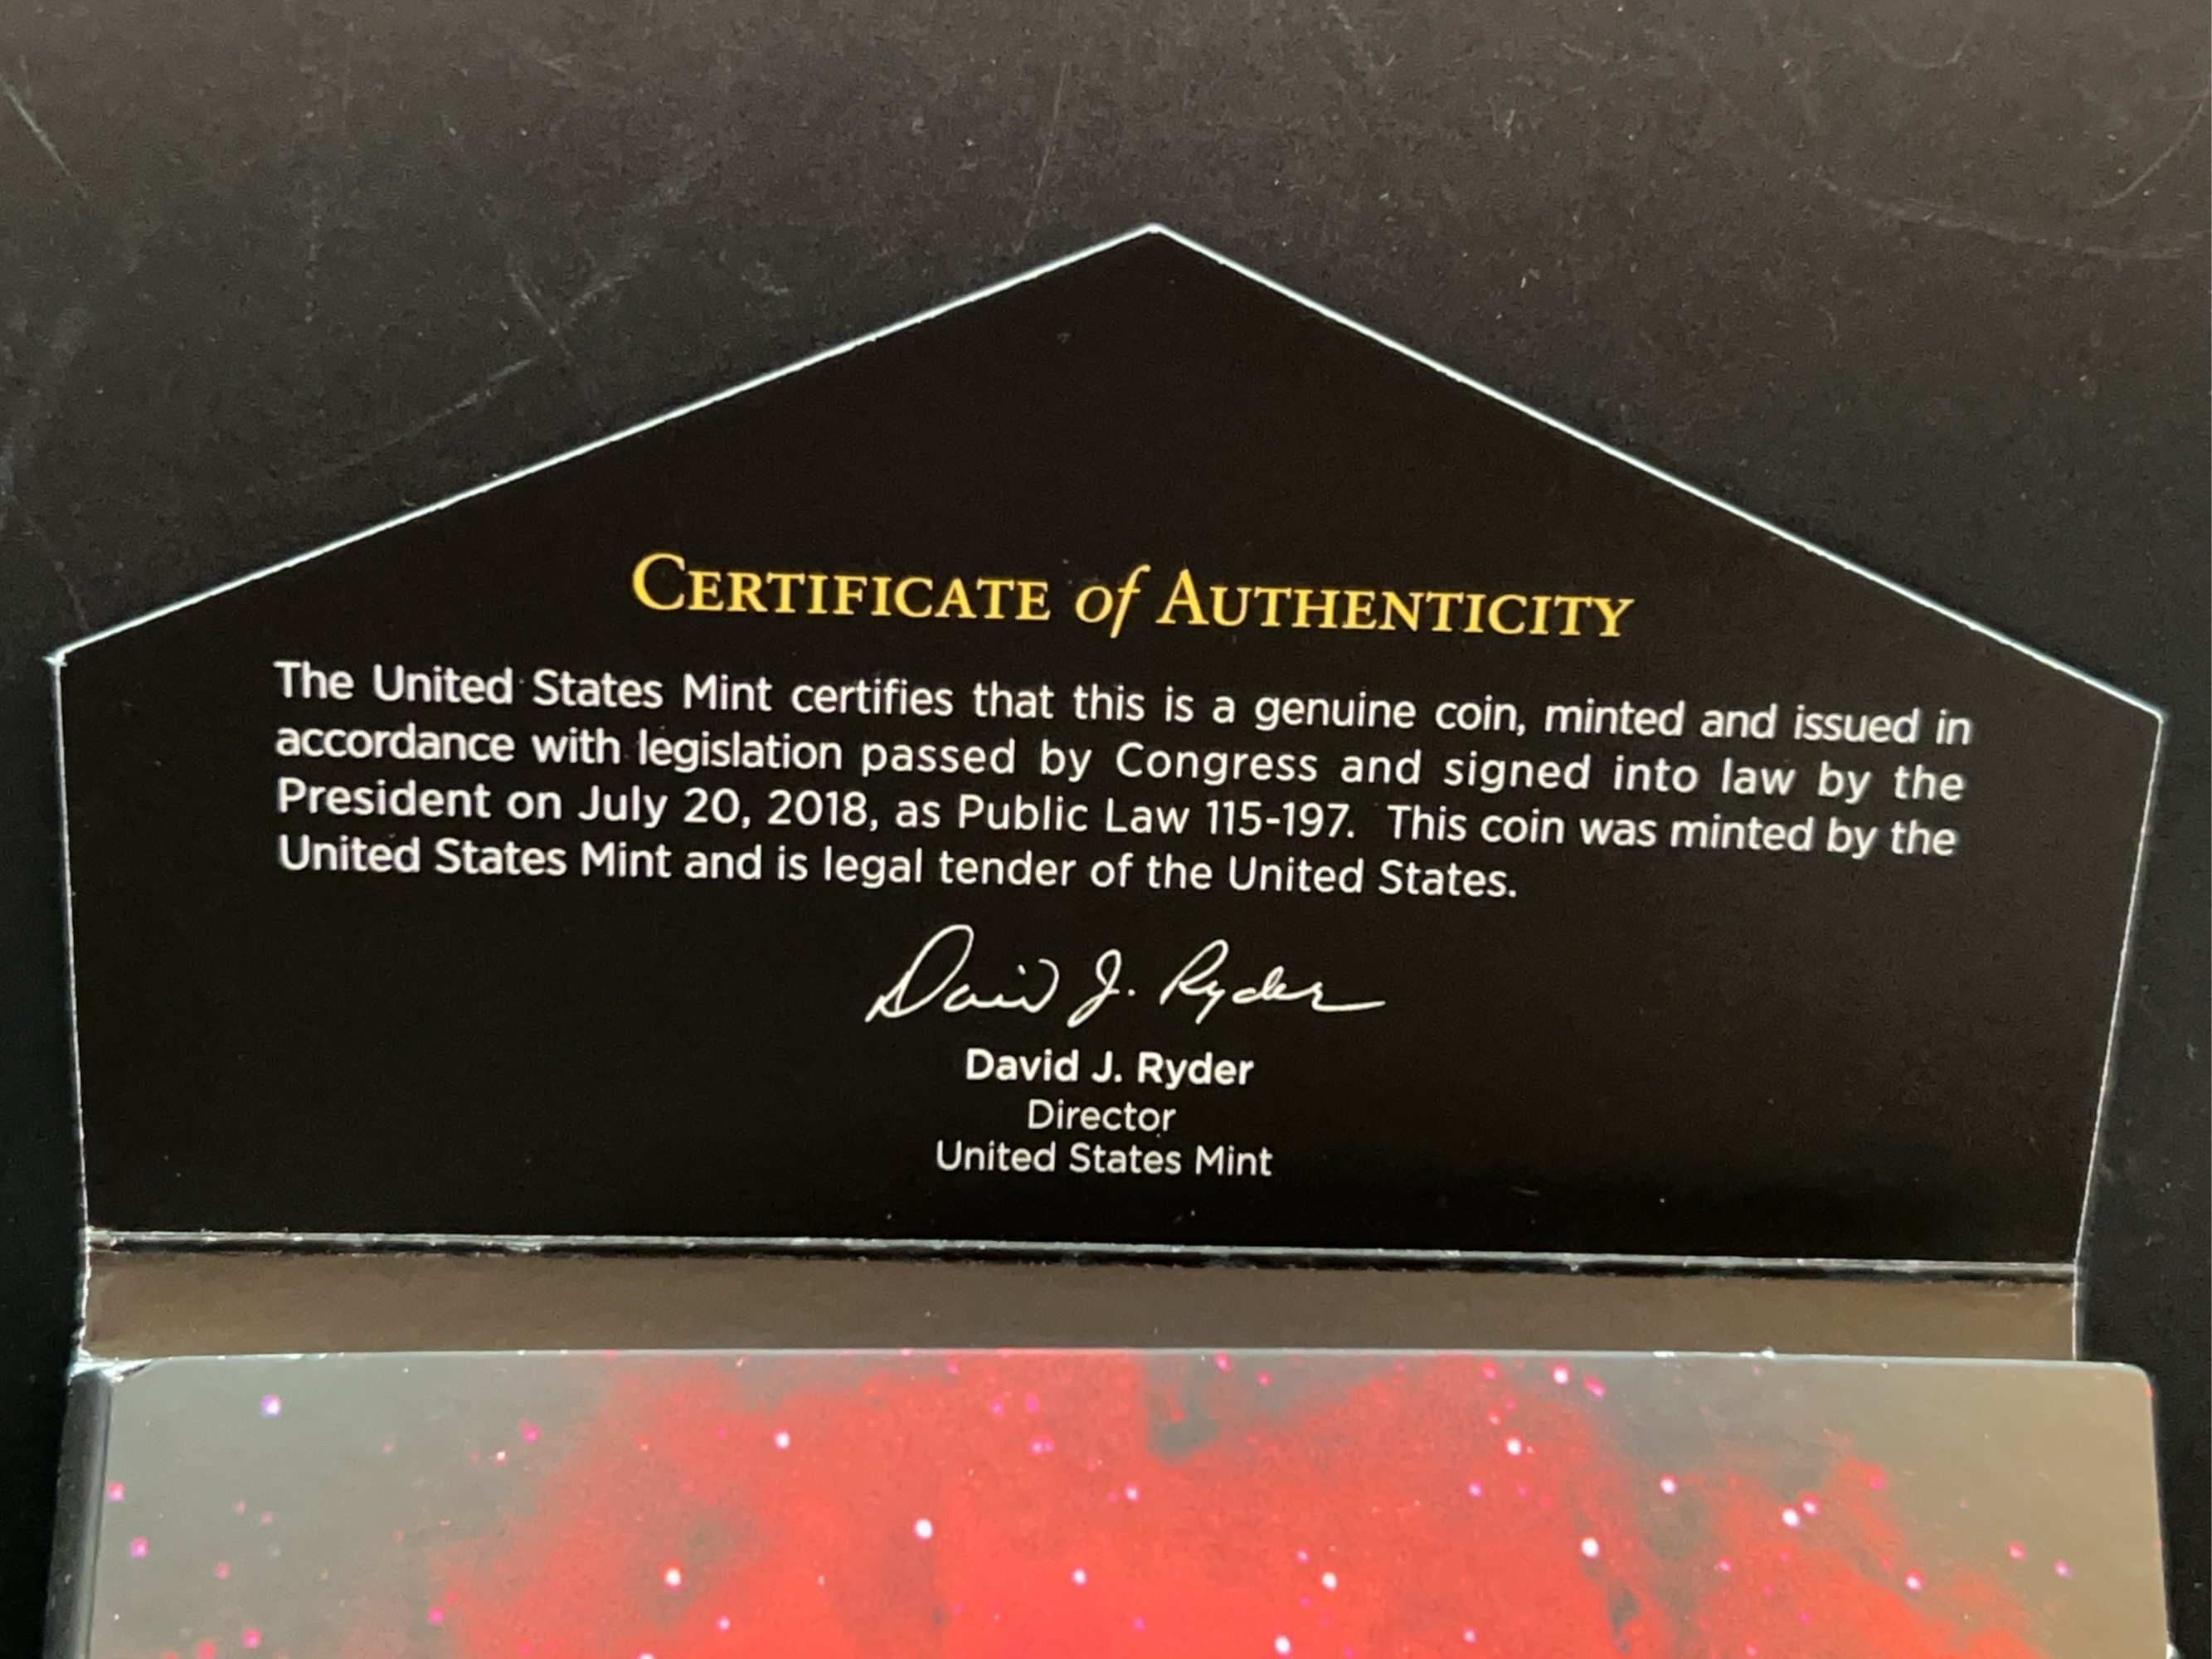 CERTIFICATE of AUTHENTICITY
The United States Mint certifies that this is a genuine coin, minted and issued in
accordance with legislation passed by Congress and signed into law by the
President on July 20, 2018, as Public Law 115-197. This coin was minted by the
United States Mint and is legal tender of the United States.
David J. Ryder
David J. Ryder
Director
United States Mint